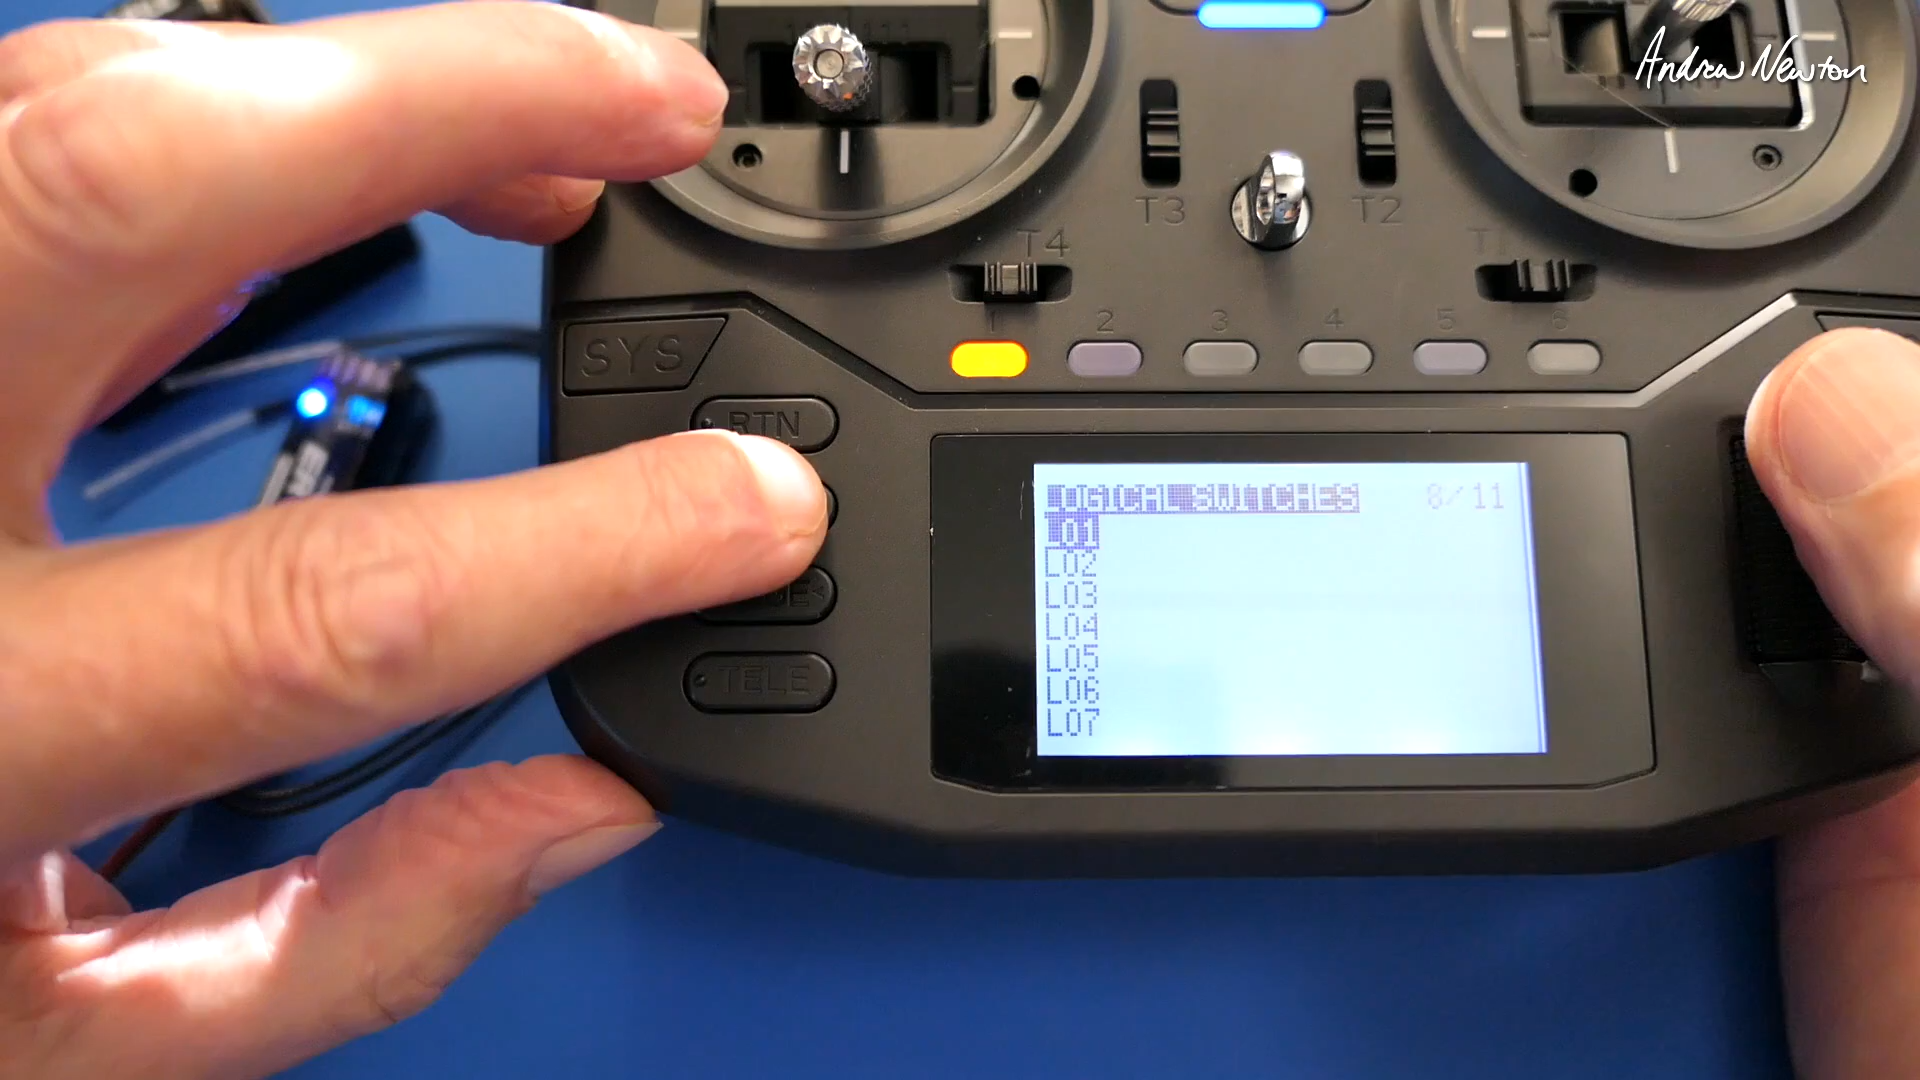 Andrew Newton
T3
T2
T4
T1
1 2 3 4 5 6
SYS
RTN
TELE
LOGICAL SWITCHES 8/11
L01
L02
L03
L04
L05
L06
L07